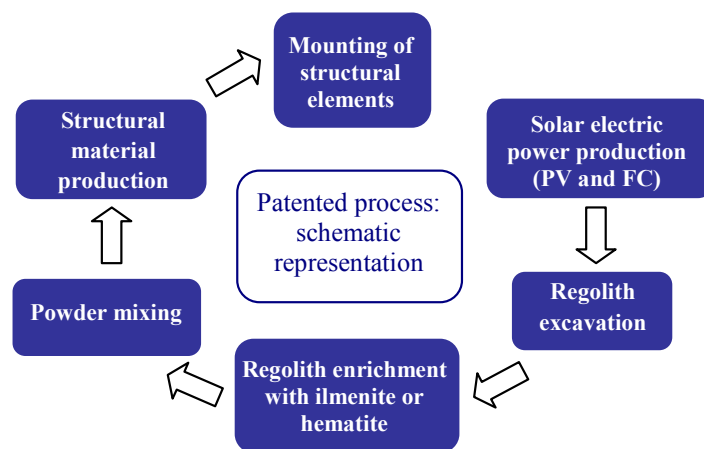 Mounting of
structural
elements
Structural
material
production
Solar electric
power production
(PV and FC)
Patented process:
schematic
representation
Powder mixing
Regolith
excavation
Regolith enrichment
with ilmenite or
hematite